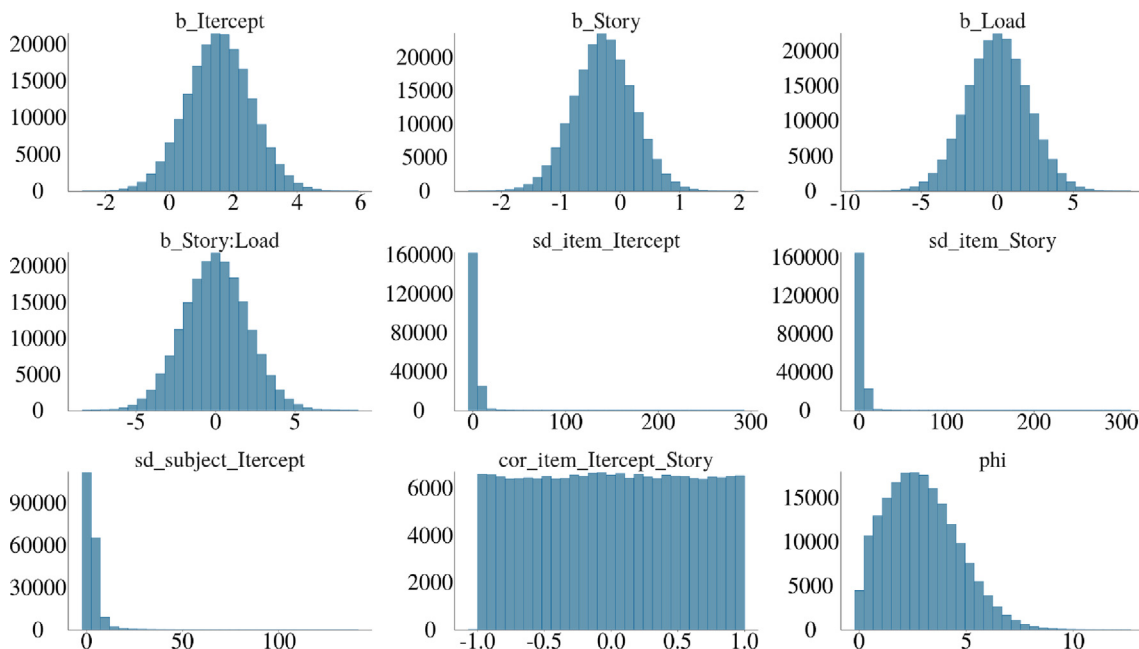 b_Itercept
20000
15000
10000
5000
0
-2 0 2 4 6
b_Story
20000
15000
10000
5000
0
-2 -1 0 1 2
b_Load
20000
15000
10000
5000
0
-10 -5 0 5
b_Story:Load
20000
15000
10000
5000
0
-5 0 5
sd_item_Itercept
160000
120000
80000
40000
0
0 100 200 300
sd_item_Story
160000
120000
80000
40000
0
0 100 200 300
sd_subject_Itercept
90000
60000
30000
0
0 50 100
cor_item_Itercept_Story
6000
4000
2000
0
-1.0 -0.5 0.0 0.5 1.0
phi
15000
10000
5000
0
0 5 10